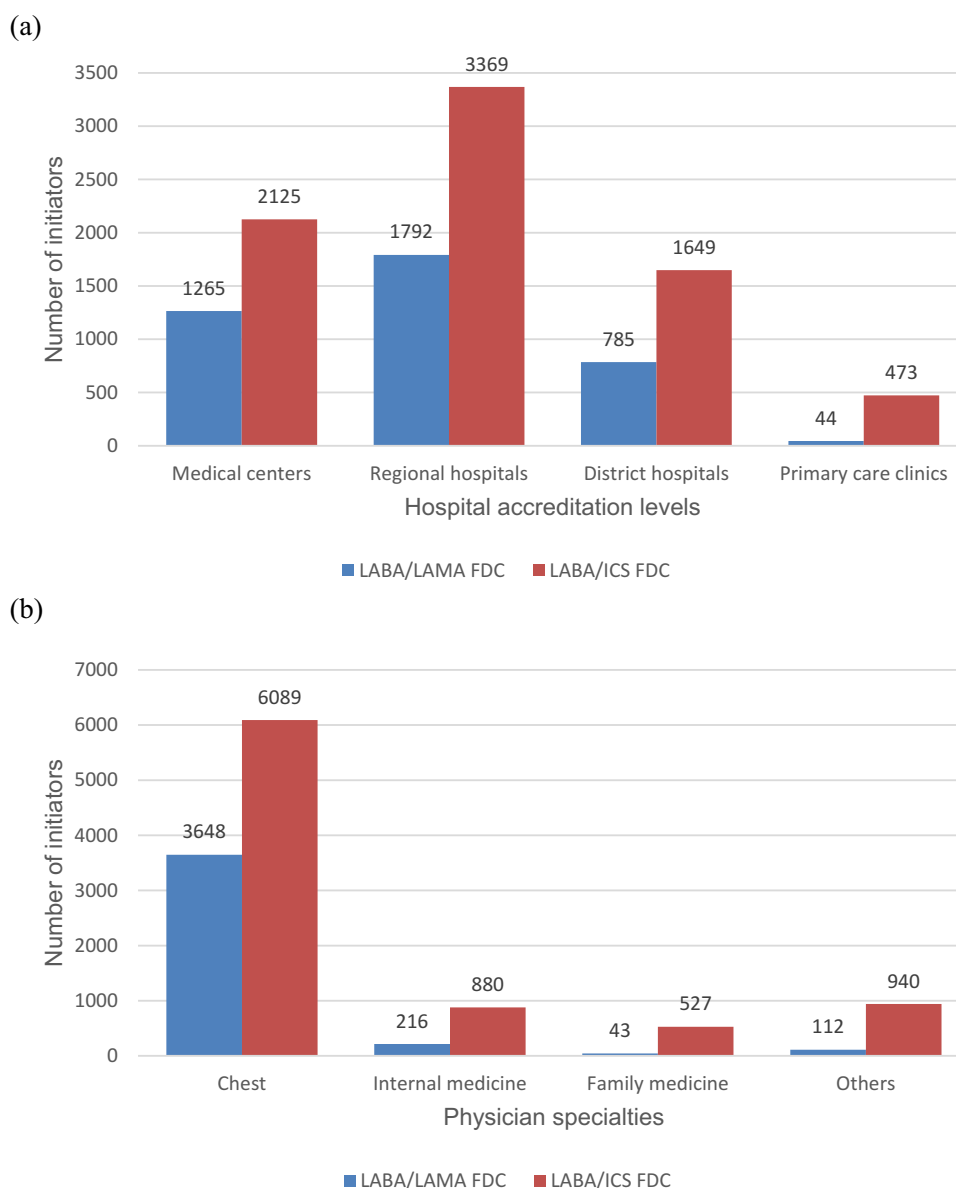 (a)
Number of initiators
3500
3000
2500
2000
1500
1000
500
0
1265
2125
1792
3369
785
1649
44
473
Medical centers
Regional hospitals
District hospitals
Primary care clinics
Hospital accreditation levels
LABA/LAMA FDC
LABA/ICS FDC
(b)
Number of initiators
7000
6000
5000
4000
3000
2000
1000
0
3648
6089
216
880
43
527
112
940
Chest
Internal medicine
Family medicine
Others
Physician specialties
LABA/LAMA FDC
LABA/ICS FDC